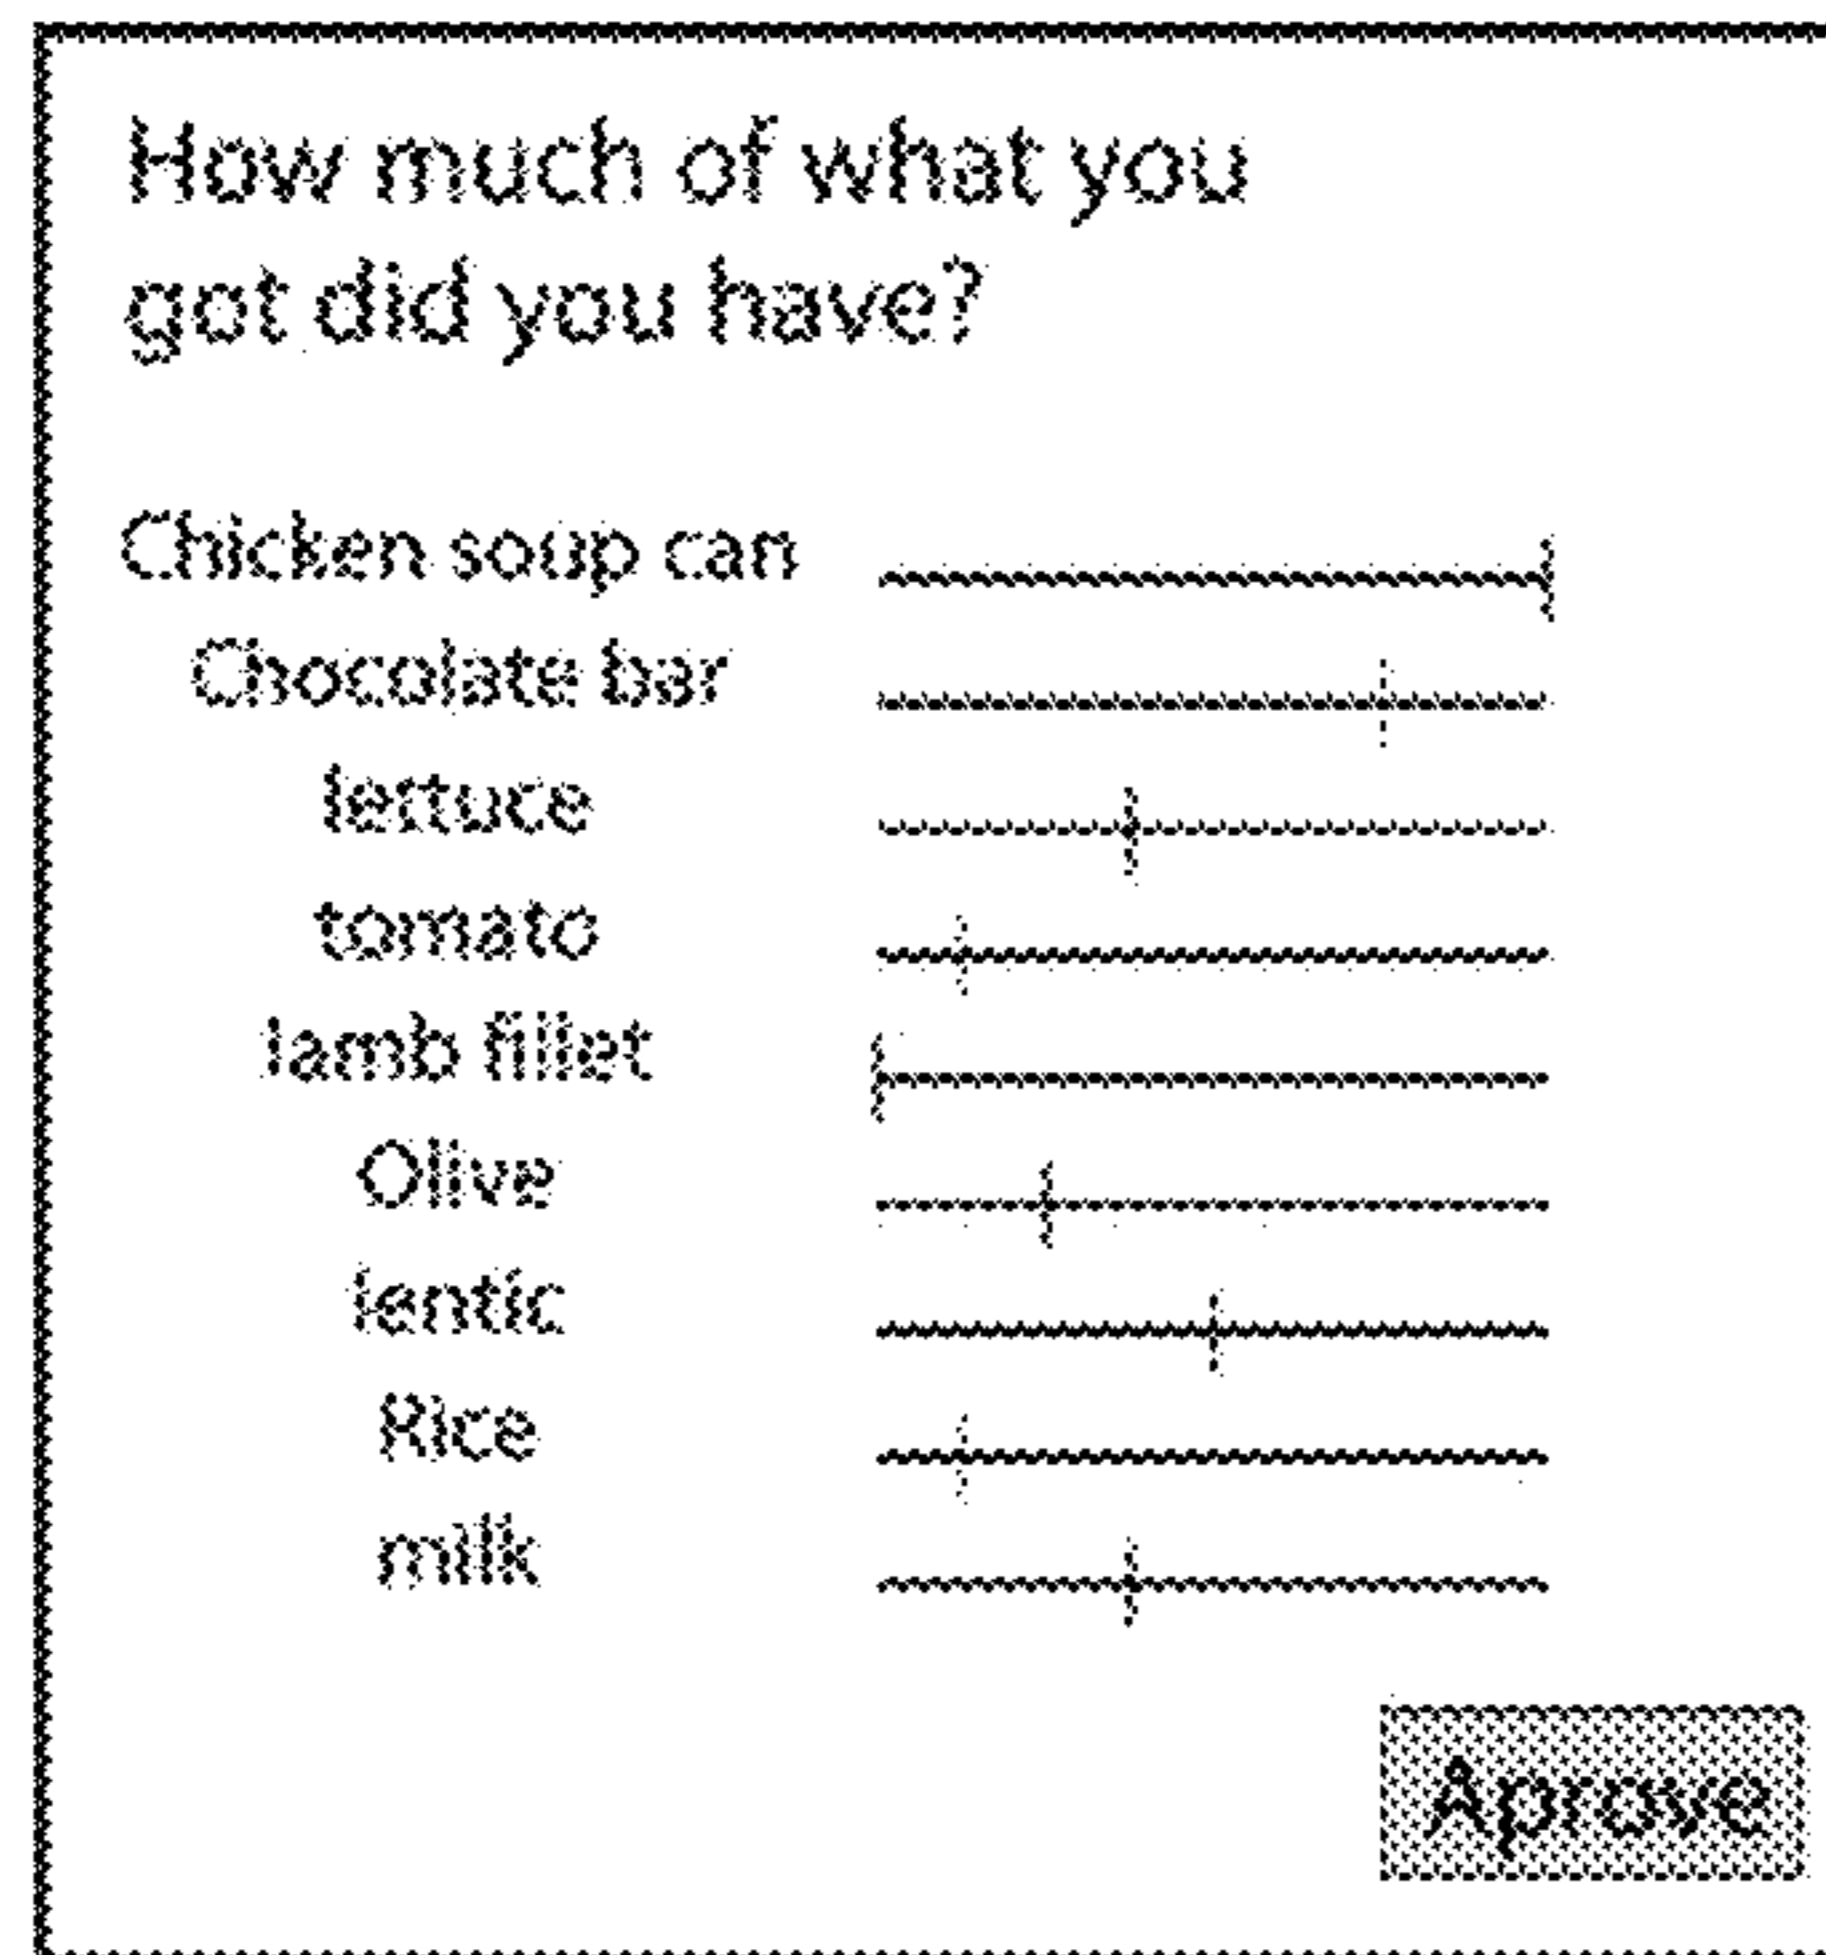 How much of what you
got did you have?
Chicken soup can
Chocolate bar
lettuce
tomato
lamb fillet
Olive
lentic
Rice
milk
Aprove